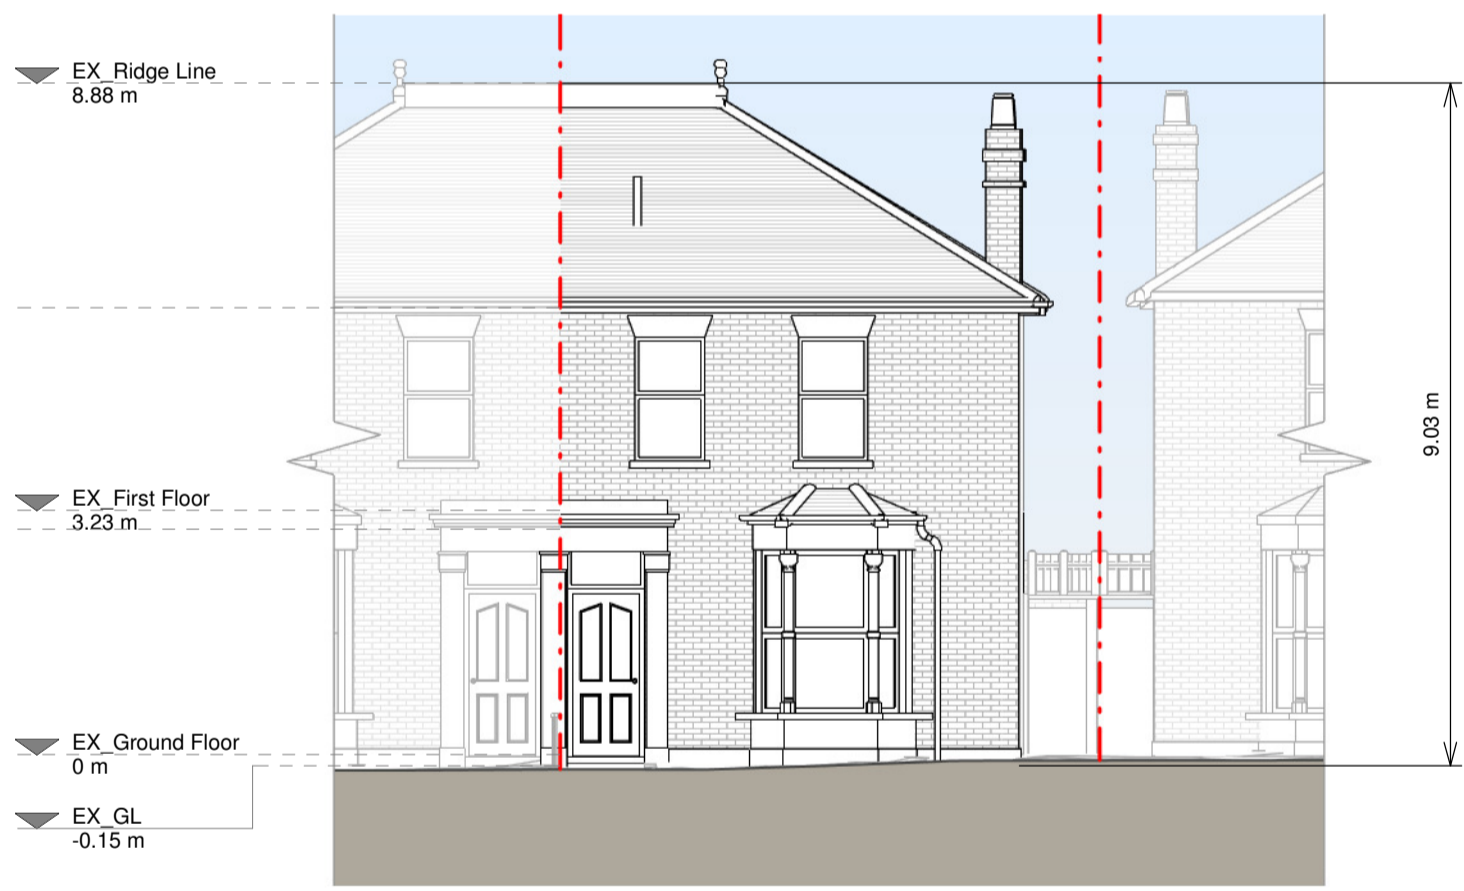 EX_Ridge Line
8.88 m
EX_First Floor
3.23 m
EX_Ground Floor
0 m
EX_GL
-0.15 m
9.03 m